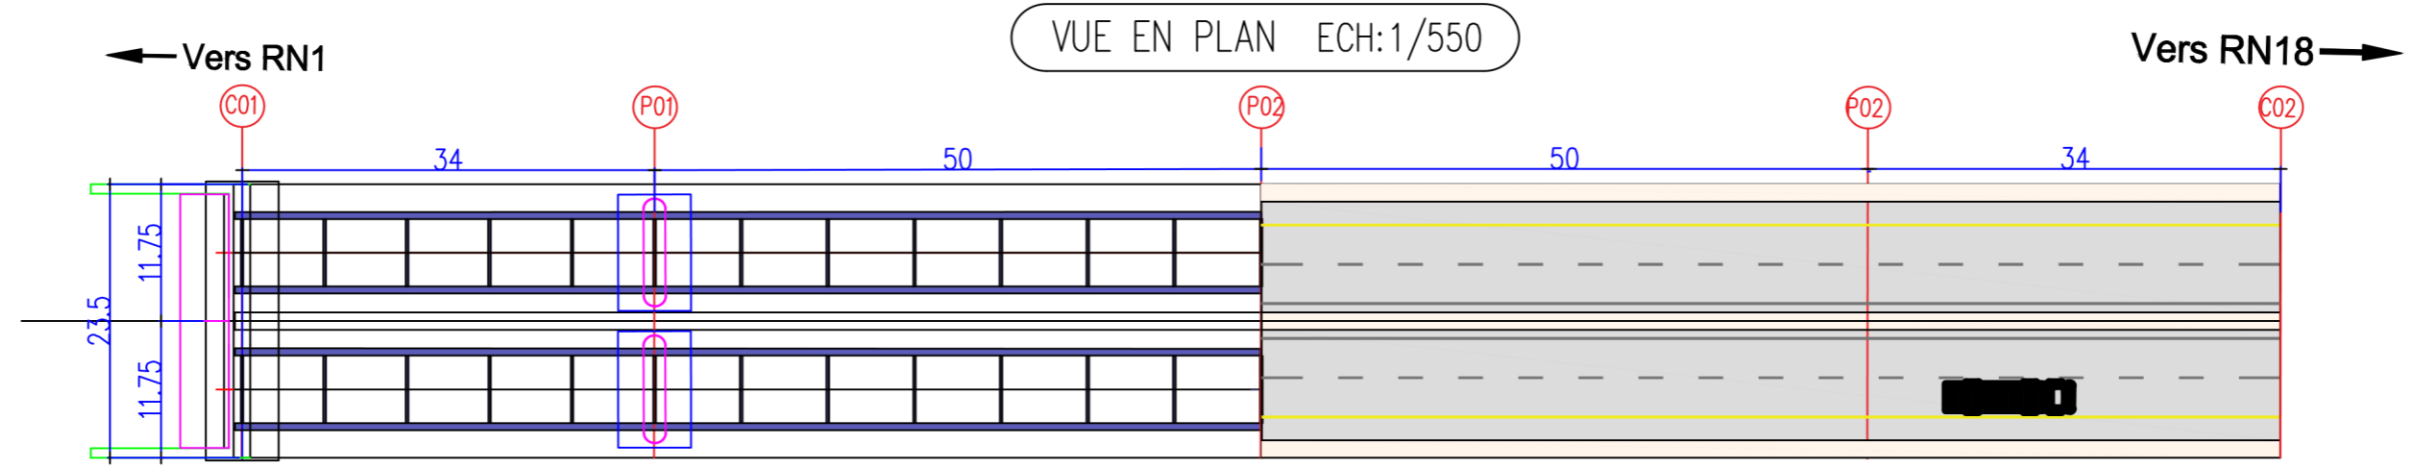 VUE EN PLAN ECH:1/550
Vers RN1
Vers RN18
C01
P01
P02
P02
C02
34
50
50
34
11.75
23.5
11.75